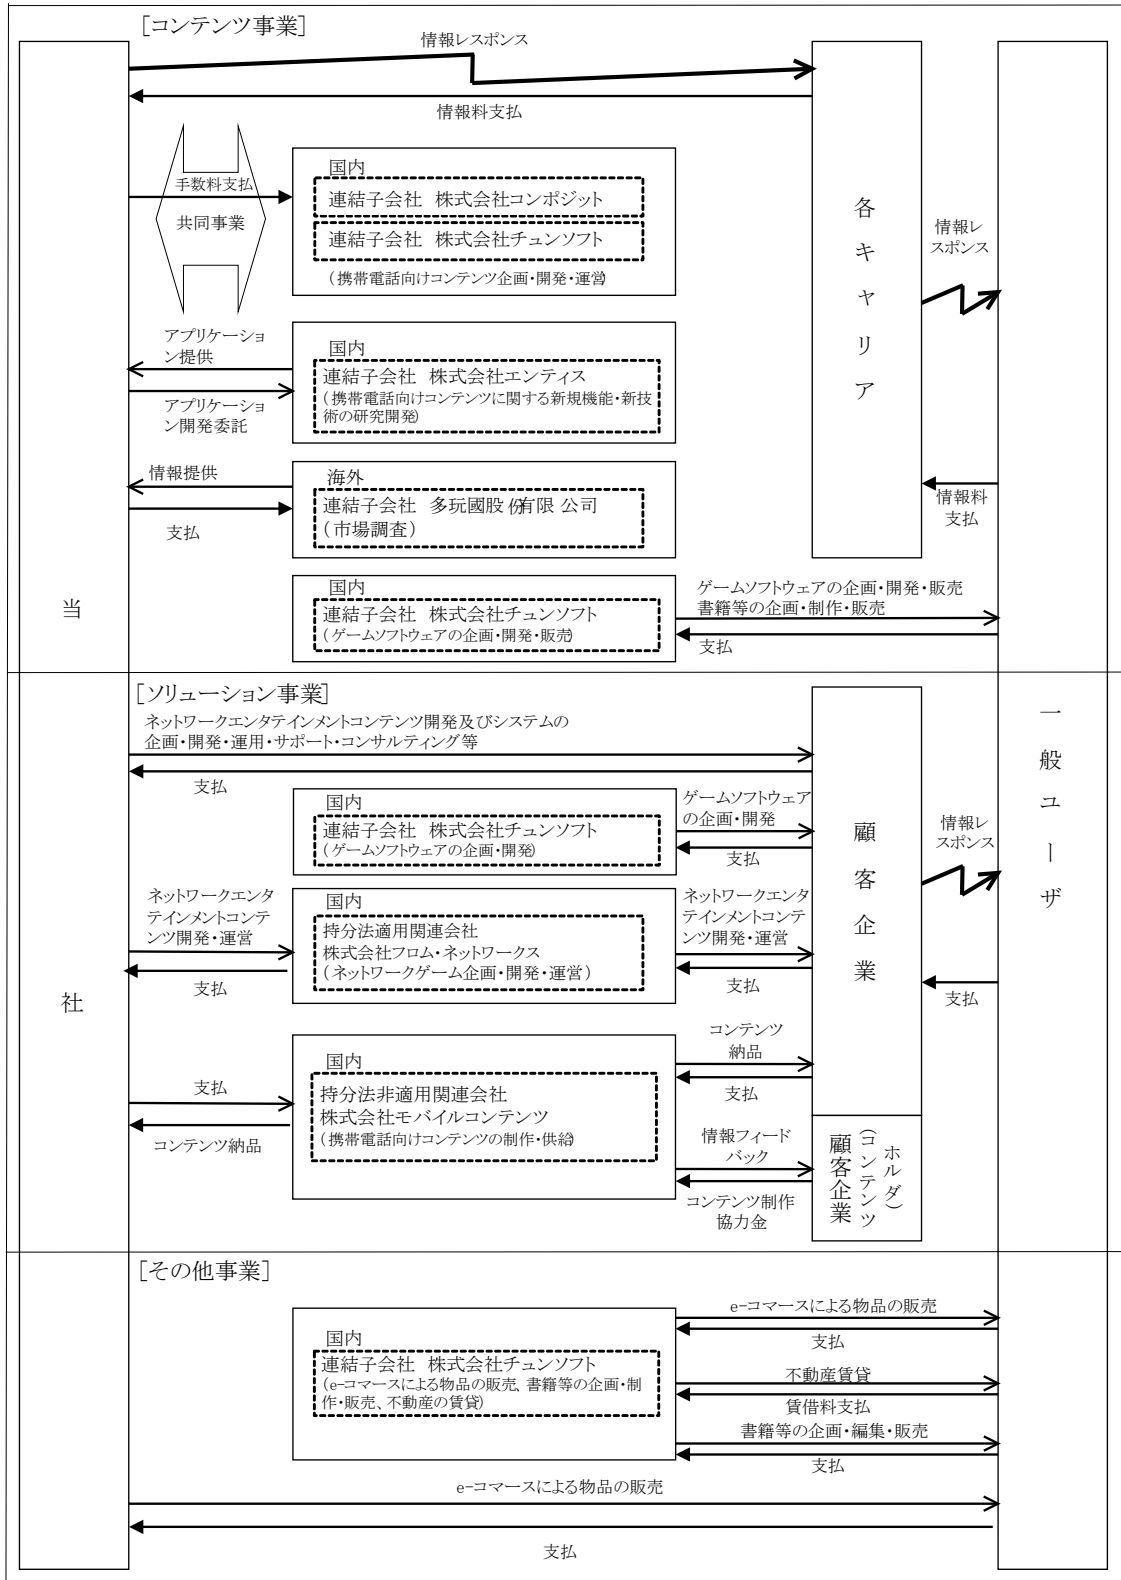 [コンテンツ事業]
情報レスポンス
情報料支払
手数料支払
共同事業
国内
連結子会社 株式会社コンポジット
連結子会社 株式会社チュンソフト
(携帯電話向けコンテンツ企画・開発・運営)
各キャリア
情報レ
スポンス
アプリケーショ
ン提供
アプリケーショ
ン開発委託
国内
連結子会社 株式会社エンティス
(携帯電話向けコンテンツに関する新規機能・新技
術の研究開発)
情報提供
支払
海外
連結子会社 多玩國股份有限公司
(市場調査)
情報料
支払
国内
連結子会社 株式会社チュンソフト
(ゲームソフトウェアの企画・開発・販売)
ゲームソフトウェアの企画・開発・販売
書籍等の企画・制作・販売
支払
当社
一般ユーザ
[ソリューション事業]
ネットワークエンタテインメントコンテンツ開発及びシステムの
企画・開発・運用・サポート・コンサルティング等
支払
国内
連結子会社 株式会社チュンソフト
(ゲームソフトウェアの企画・開発)
ゲームソフトウェア
の企画・開発
支払
顧客企業
情報レ
スポンス
ネットワークエンタ
テインメントコンテ
ンツ開発・運営
支払
国内
持分法適用関連会社
株式会社フロム・ネットワークス
(ネットワークゲーム企画・開発・運営)
ネットワークエンタ
テインメントコンテ
ンツ開発・運営
支払
支払
支払
コンテンツ納品
国内
持分法非適用関連会社
株式会社モバイルコンテンツ
(携帯電話向けコンテンツの制作・供給)
コンテンツ
納品
支払
情報フィード
バック
コンテンツ制作
協力金
顧客企業
(コンテンツ
ホルダ)
[その他事業]
国内
連結子会社 株式会社チュンソフト
(e-コマースによる物品の販売、書籍等の企画・制
作・販売、不動産の賃貸)
e-コマースによる物品の販売
支払
不動産賃貸
賃借料支払
書籍等の企画・編集・販売
支払
e-コマースによる物品の販売
支払